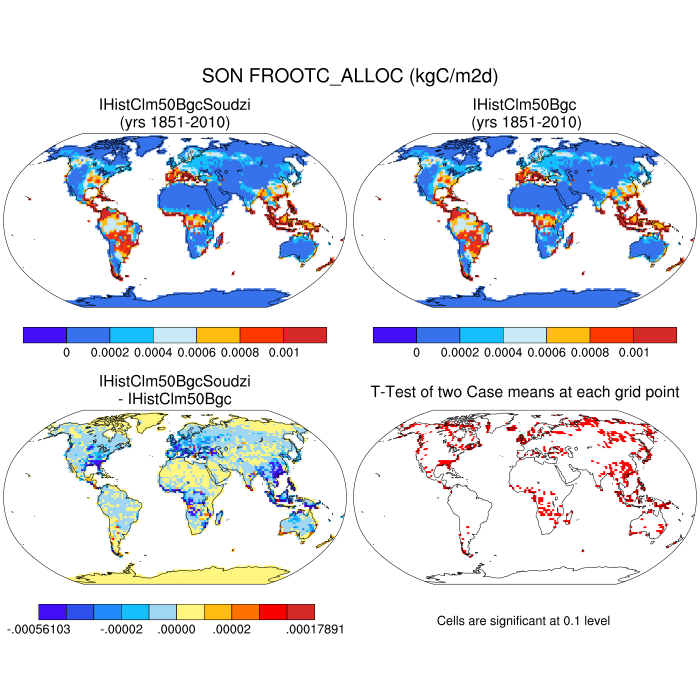 SON FROOTC_ALLOC (kgC/m2d)
IHistClm50BgcSoudzi
(yrs 1851-2010)
IHistClm50Bgc
(yrs 1851-2010)
0 0.0002 0.0004 0.0006 0.0008 0.001
0 0.0002 0.0004 0.0006 0.0008 0.001
IHistClm50BgcSoudzi
- IHistClm50Bgc
T-Test of two Case means at each grid point
-.00056103 -.00002 .00000 .00002 .00017891
Cells are significant at 0.1 level